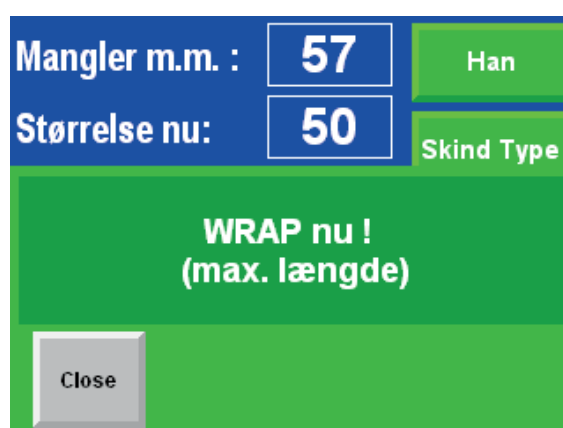 Mangler m.m. : 57 Han
Størrelse nu: 50 Skind Type
WRAP nu !
(max. længde)
Close